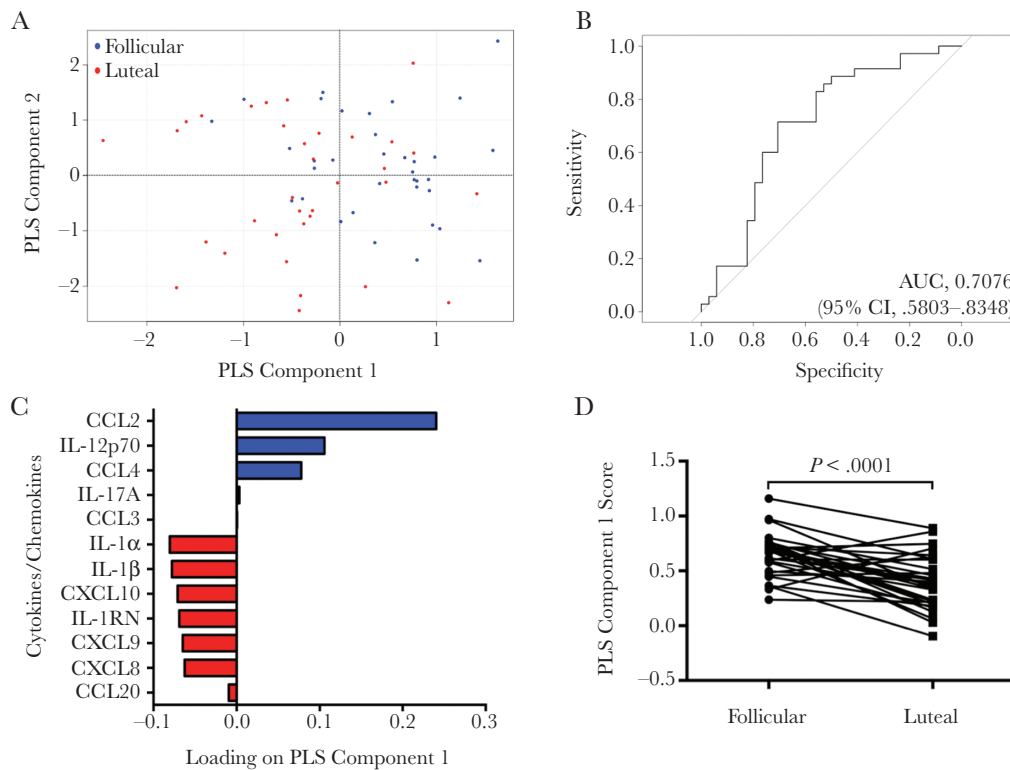 A
Follicular
Luteal
2
1
0
−1
−2
−2
−1
0
1
PLS Component 2
PLS Component 1
B
1.0
0.8
0.6
0.4
0.2
0.0
1.0
0.8
0.6
0.4
0.2
0.0
Sensitivity
Specificity
AUC, 0.7076
(95% CI, .5803–.8348)
C
Cytokines/Chemokines
CCL2
IL-12p70
CCL4
IL-17A
CCL3
IL-1α
IL-1β
CXCL10
IL-1RN
CXCL9
CXCL8
CCL20
−0.1
0.0
0.1
0.2
0.3
Loading on PLS Component 1
D
P < .0001
PLS Component 1 Score
1.5
1.0
0.5
0.0
−0.5
Follicular
Luteal